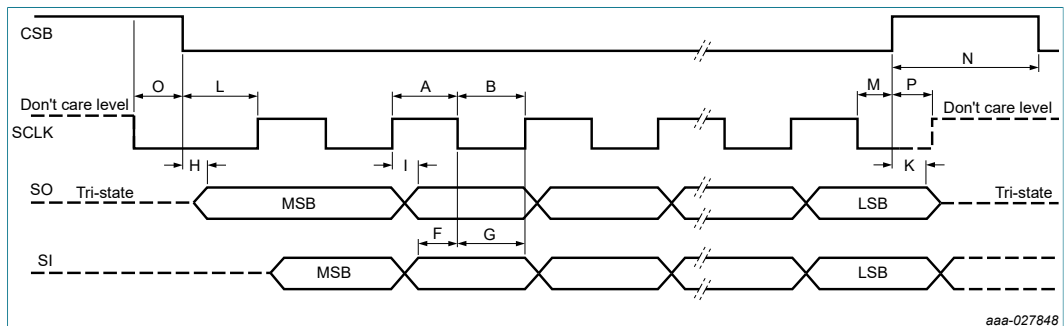 CSB
N
O L A B M P
Don't care level Don't care level
SCLK
H I K
SO Tri-state MSB LSB Tri-state
F G
SI MSB LSB
aaa-027848